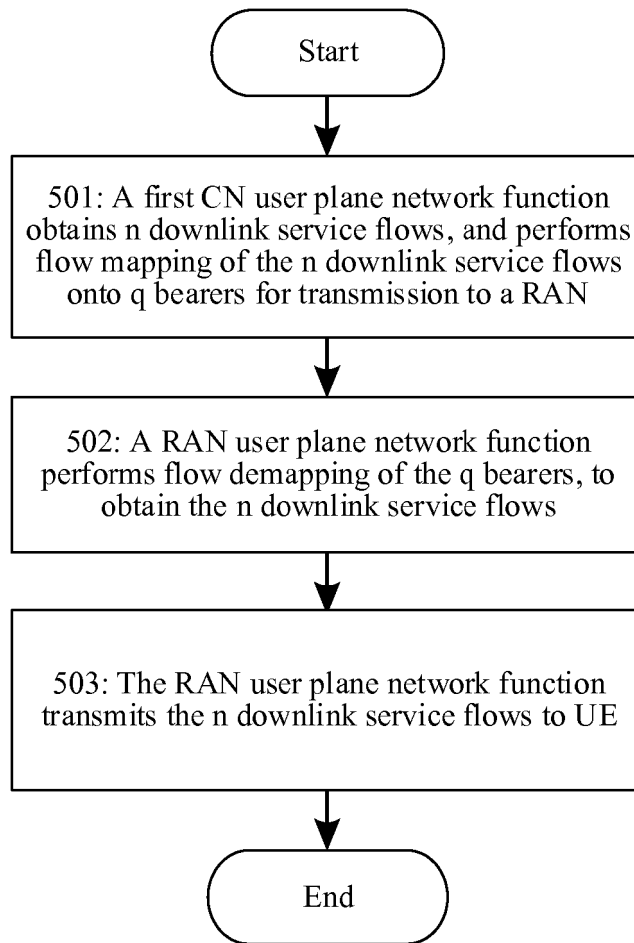 Start
501: A first CN user plane network function
obtains n downlink service flows, and performs
flow mapping of the n downlink service flows
onto q bearers for transmission to a RAN
502: A RAN user plane network function
performs flow demapping of the q bearers, to
obtain the n downlink service flows
503: The RAN user plane network function
transmits the n downlink service flows to UE
End